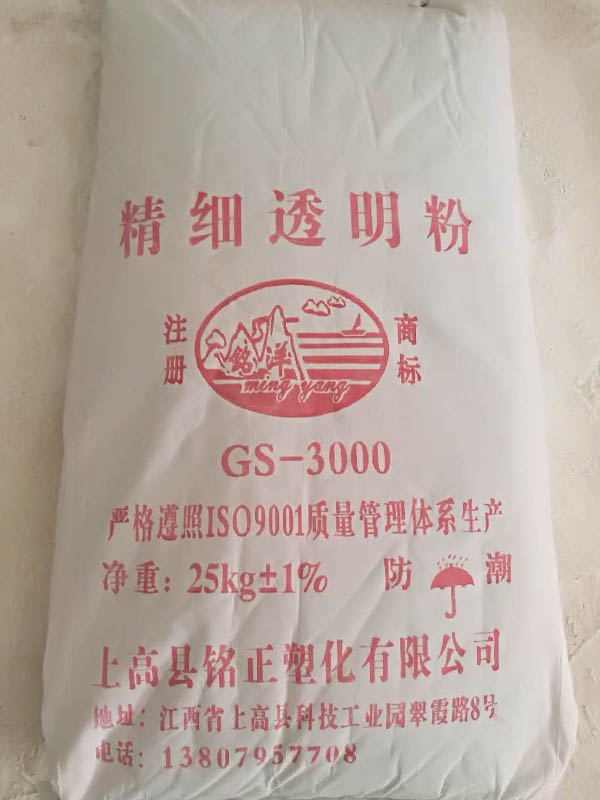 精细透明粉
注册 商标
铭洋
ming yang
GS-3000
严格遵照ISO9001质量管理体系生产
净重：25kg±1% 防潮
上高县铭正塑化有限公司
地址：江西省上高县科技工业园翠霞路8号
电话：13807957708